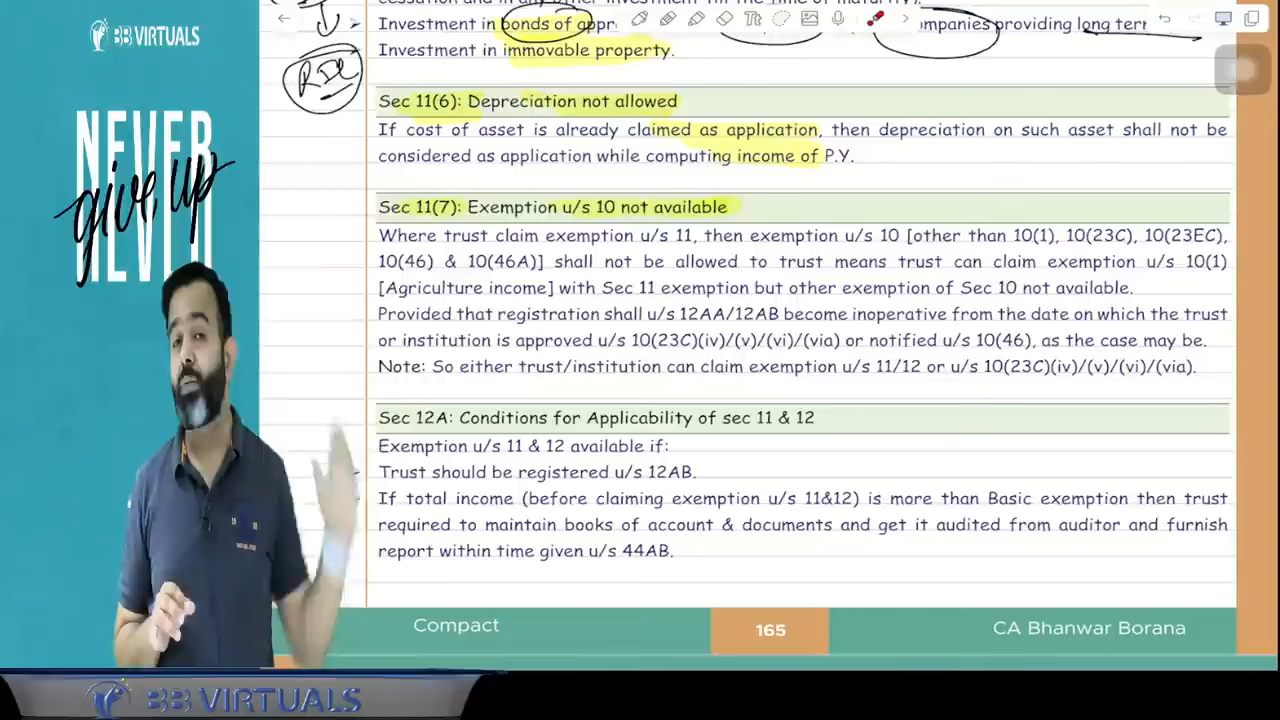 BB VIRTUALS
NEVER
give up
NEVER
Investment in bonds of appr companies providing long term
Investment in immovable property.
Sec 11(6): Depreciation not allowed
If cost of asset is already claimed as application, then depreciation on such asset shall not be
considered as application while computing income of P.Y.
Sec 11(7): Exemption u/s 10 not available
Where trust claim exemption u/s 11, then exemption u/s 10 [other than 10(1), 10(23C), 10(23EC),
10(46) & 10(46A)] shall not be allowed to trust means trust can claim exemption u/s 10(1)
[Agriculture income] with Sec 11 exemption but other exemption of Sec 10 not available.
Provided that registration shall u/s 12AA/12AB become inoperative from the date on which the trust
or institution is approved u/s 10(23C)(iv)/(v)/(vi)/(via) or notified u/s 10(46), as the case may be.
Note: So either trust/institution can claim exemption u/s 11/12 or u/s 10(23C)(iv)/(v)/(vi)/(via).
Sec 12A: Conditions for Applicability of sec 11 & 12
Exemption u/s 11 & 12 available if:
Trust should be registered u/s 12AB.
If total income (before claiming exemption u/s 11&12) is more than Basic exemption then trust
required to maintain books of account & documents and get it audited from auditor and furnish
report within time given u/s 44AB.
Compact 165 CA Bhanwar Borana
BB VIRTUALS